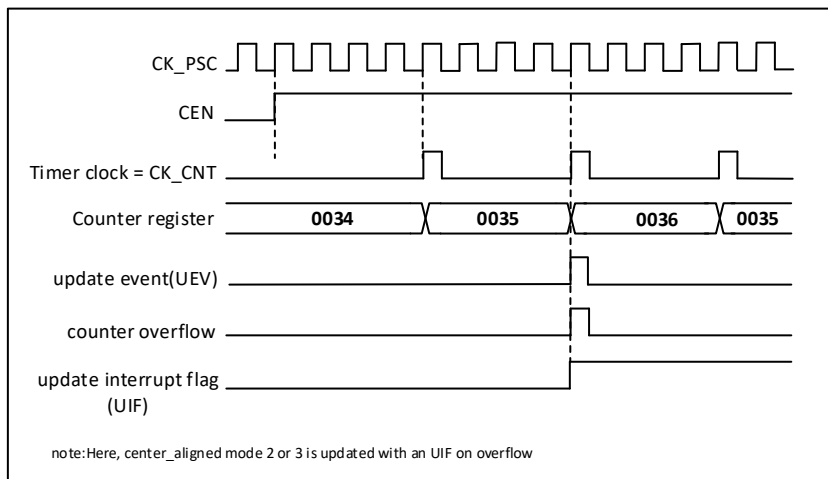 CK_PSC
CEN
Timer clock = CK_CNT
Counter register
0034
0035
0036
0035
update event(UEV)
counter overflow
update interrupt flag
(UIF)
note:Here, center_aligned mode 2 or 3 is updated with an UIF on overflow